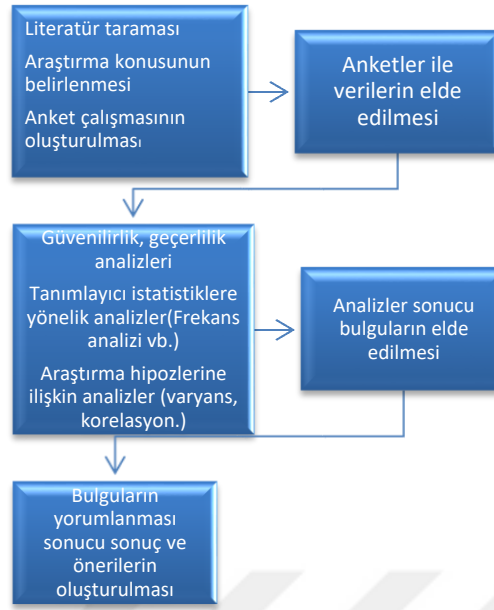 Literatür taraması
Araştırma konusunun
belirlenmesi
Anket çalışmasının
oluşturulması
Anketler ile
verilerin elde
edilmesi
Güvenilirlik, geçerlilik
analizleri
Tanımlayıcı istatistiklere
yönelik analizler(Frekans
analizi vb.)
Araştırma hipozlerine
ilişkin analizler (varyans,
korelasyon.)
Analizler sonucu
bulguların elde
edilmesi
Bulguların
yorumlanması
sonucu sonuç ve
önerilerin
oluşturulması